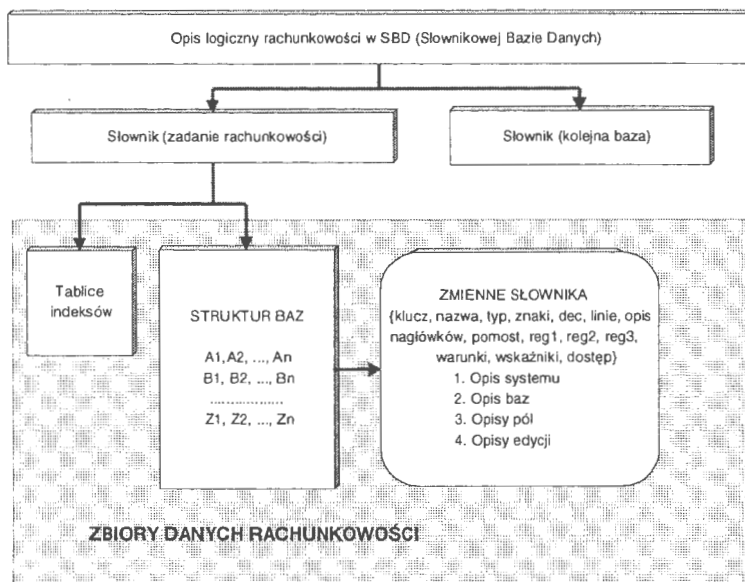 Opis logiczny rachunkowości w SBD (Słownikowej Bazie Danych)
Słownik (zadanie rachunkowości)
Słownik (kolejna baza)
Tablice
indeksów
STRUKTUR BAZ
A1, A2, ..., An
B1, B2, ..., Bn
..................
Z1, Z2, ..., Zn
ZMIENNE SŁOWNIKA
{klucz, nazwa, typ, znaki, dec, linie, opis
nagłówków, pomost, reg1, reg2, reg3,
warunki, wskaźniki, dostęp}
1. Opis systemu
2. Opis baz
3. Opisy pól
4. Opisy edycji
ZBIORY DANYCH RACHUNKOWOŚCI